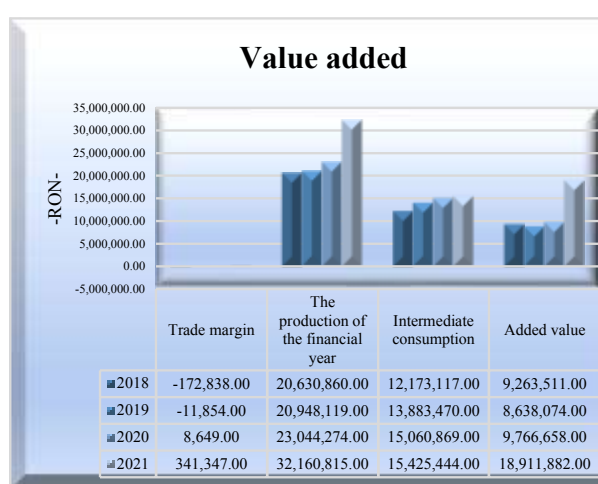 Value added
-RON-
35,000,000.00
30,000,000.00
25,000,000.00
20,000,000.00
15,000,000.00
10,000,000.00
5,000,000.00
0.00
-5,000,000.00
Trade margin
The
production of
the financial
year
Intermediate
consumption
Added value
2018 -172,838.00 20,630,860.00 12,173,117.00 9,263,511.00
2019 -11,854.00 20,948,119.00 13,883,470.00 8,638,074.00
2020 8,649.00 23,044,274.00 15,060,869.00 9,766,658.00
2021 341,347.00 32,160,815.00 15,425,444.00 18,911,882.00